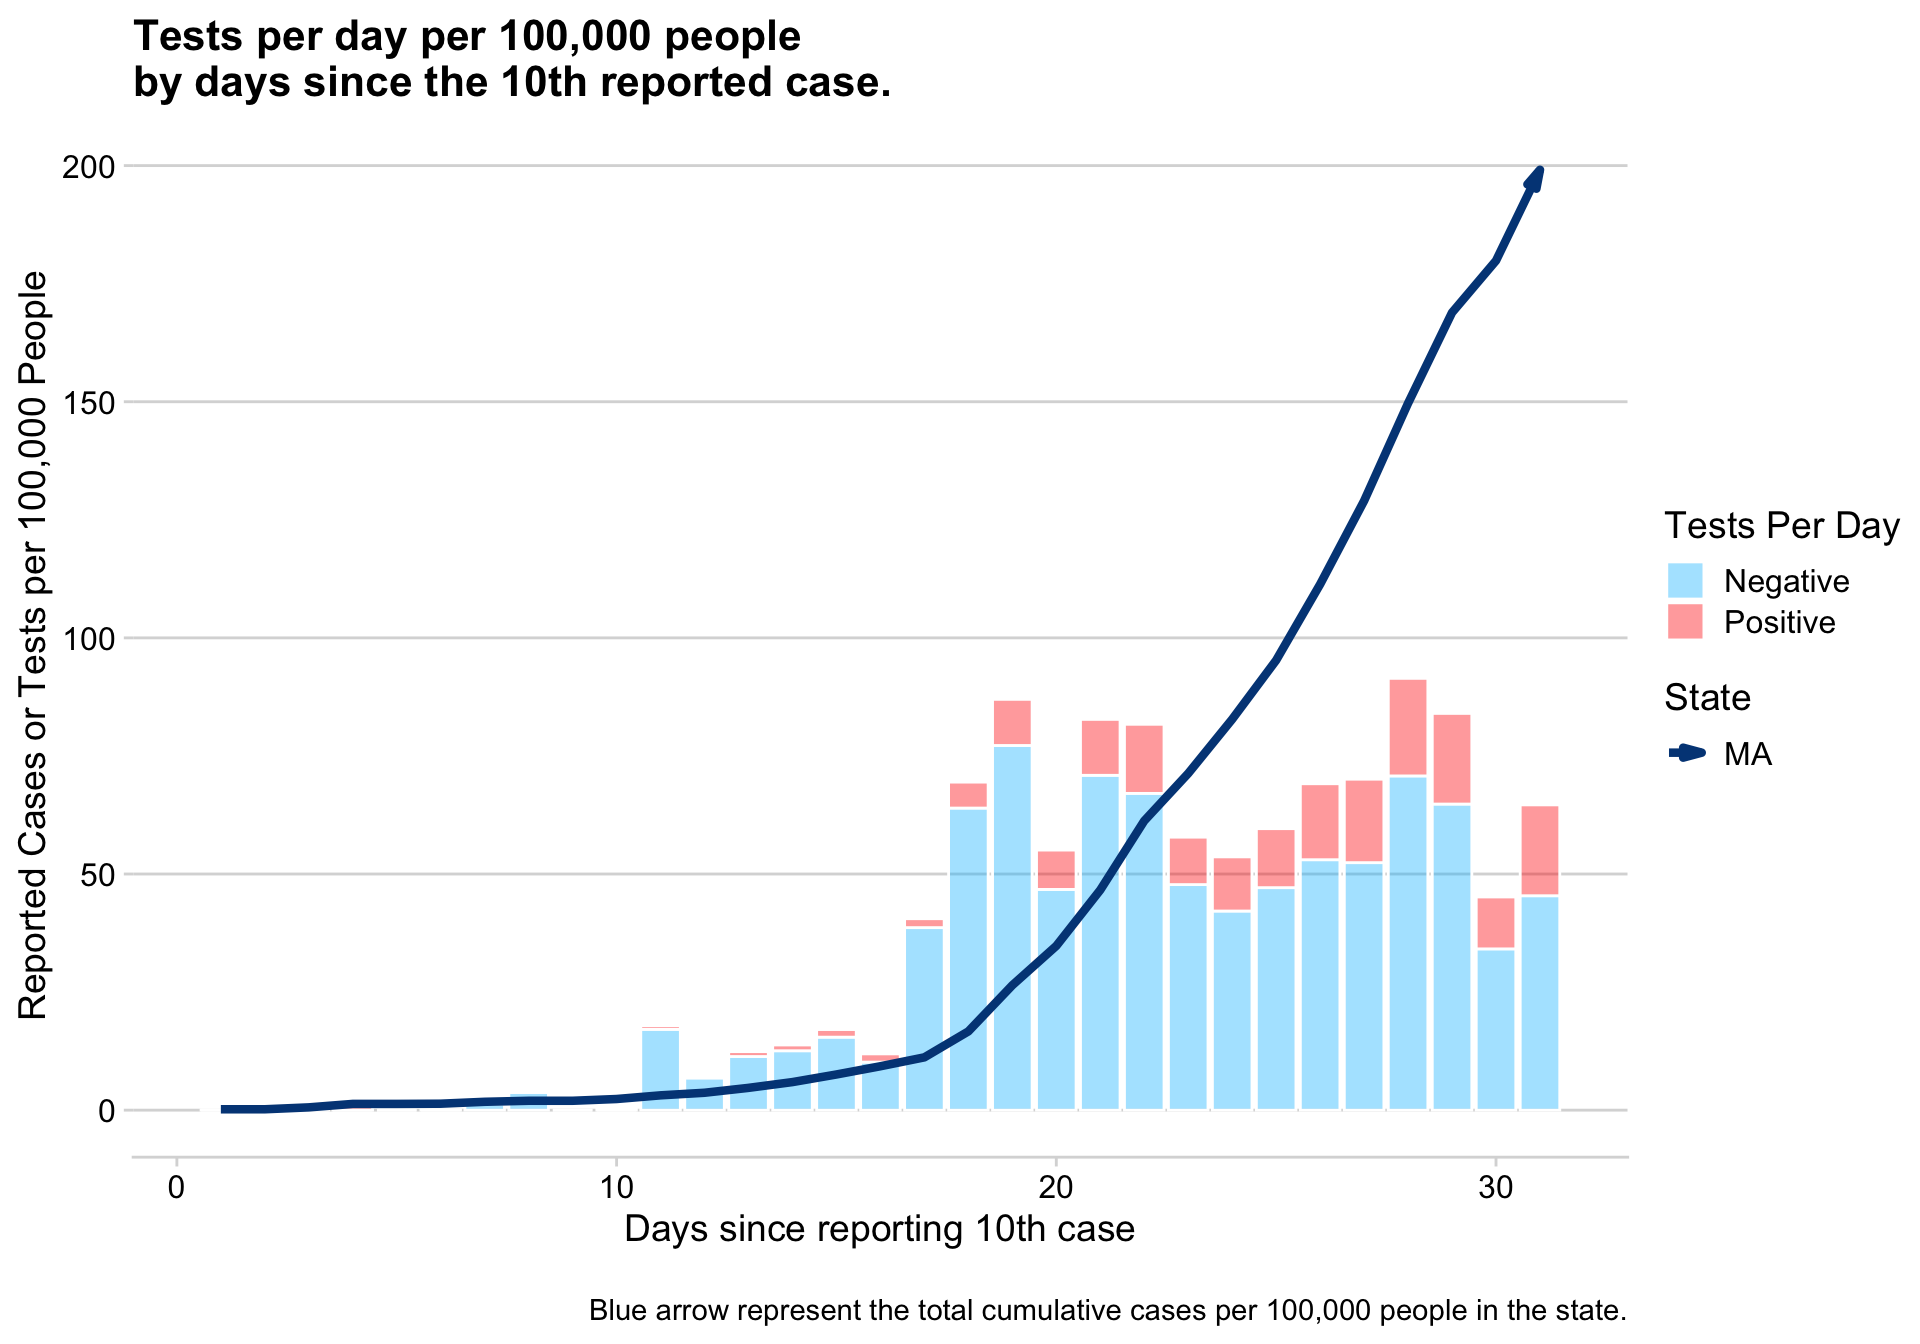 Tests per day per 100,000 people
by days since the 10th reported case.
Reported Cases or Tests per 100,000 People
200
150
100
50
0
0
10
20
30
Days since reporting 10th case
Tests Per Day
Negative
Positive
State
MA
Blue arrow represent the total cumulative cases per 100,000 people in the state.